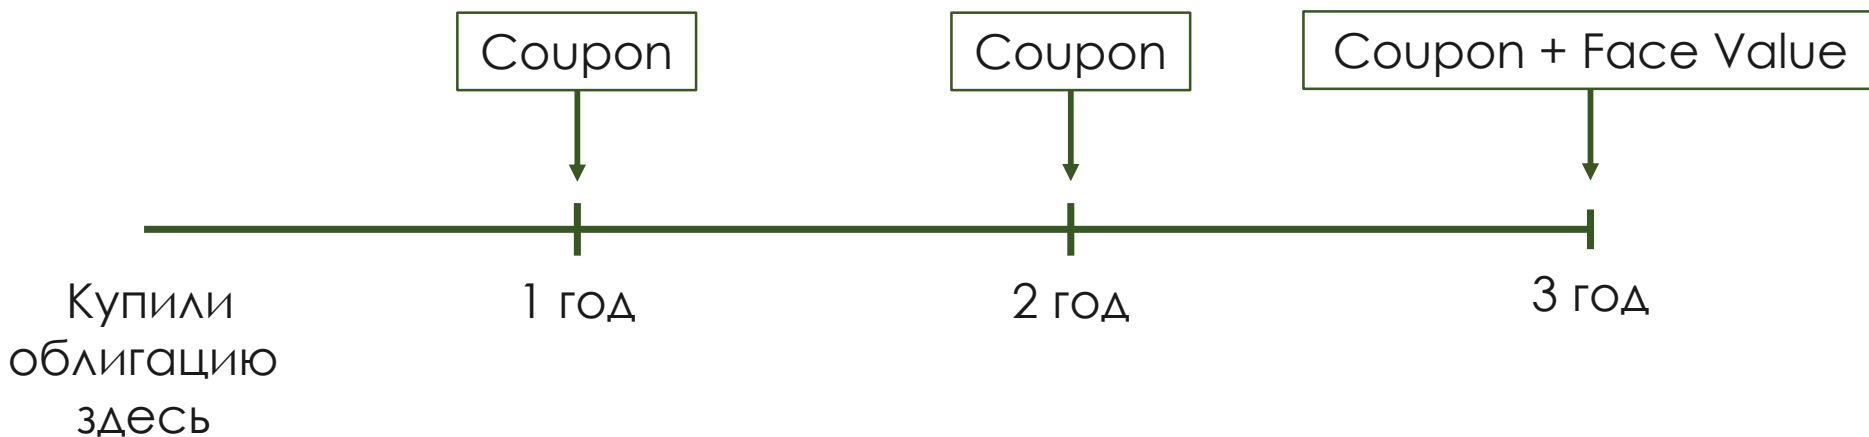 Coupon
Coupon
Coupon + Face Value
Купили
облигацию
здесь
1 год
2 год
3 год